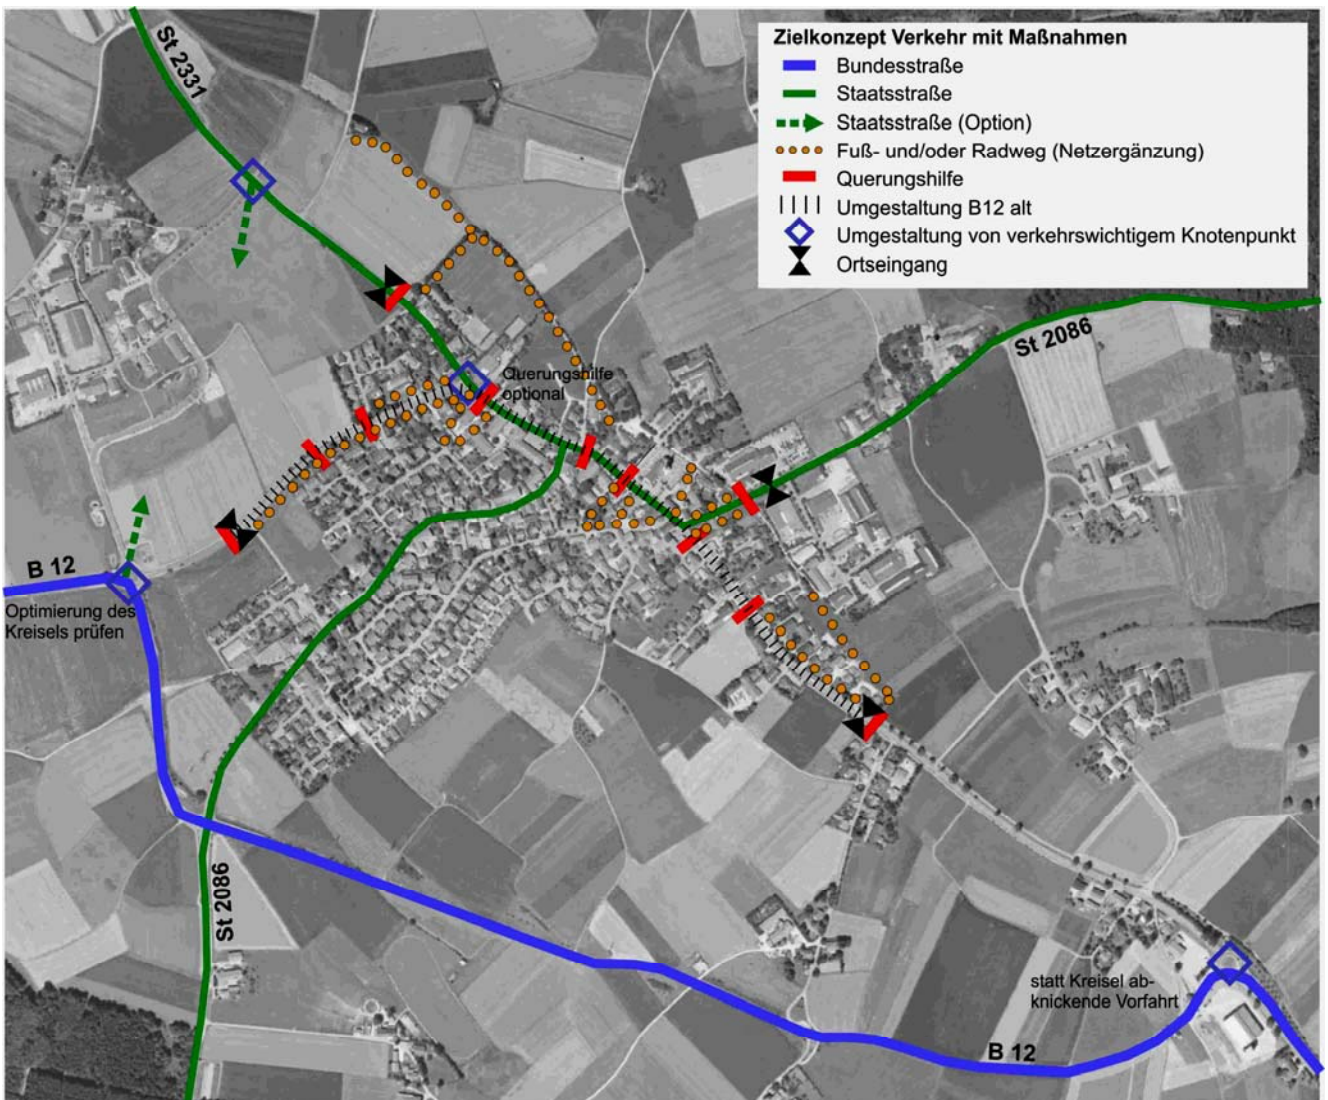 St 2331
Zielkonzept Verkehr mit Maßnahmen
Bundesstraße
Staatsstraße
Staatsstraße (Option)
Fuß- und/oder Radweg (Netzergänzung)
Querungshilfe
Umgestaltung B12 alt
Umgestaltung von verkehrswichtigem Knotenpunkt
Ortseingang
St 2086
Querungshilfe
optional
B 12
Optimierung des
Kreisels prüfen
St 2086
statt Kreisel ab-
knickende Vorfahrt
B 12